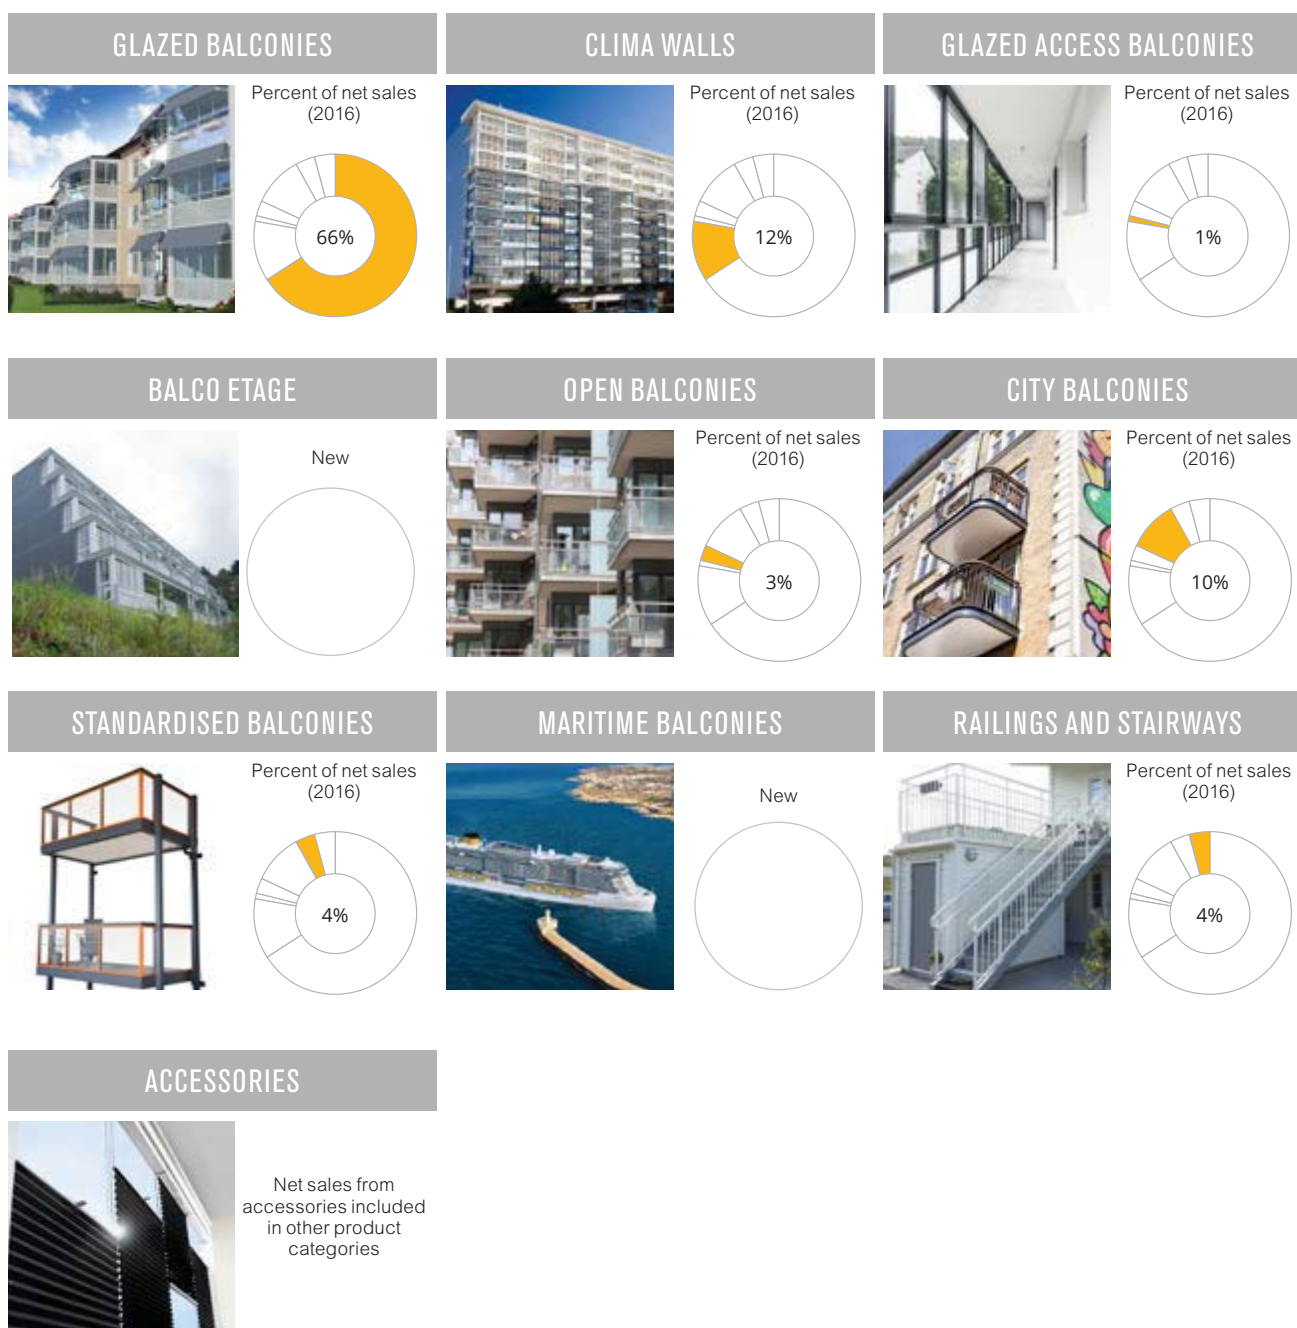 GLAZED BALCONIES
Percent of net sales
(2016)
66%
CLIMA WALLS
Percent of net sales
(2016)
12%
GLAZED ACCESS BALCONIES
Percent of net sales
(2016)
1%
BALCO ETAGE
New
OPEN BALCONIES
Percent of net sales
(2016)
3%
CITY BALCONIES
Percent of net sales
(2016)
10%
STANDARDISED BALCONIES
Percent of net sales
(2016)
4%
MARITIME BALCONIES
New
RAILINGS AND STAIRWAYS
Percent of net sales
(2016)
4%
ACCESSORIES
Net sales from
accessories included
in other product
categories